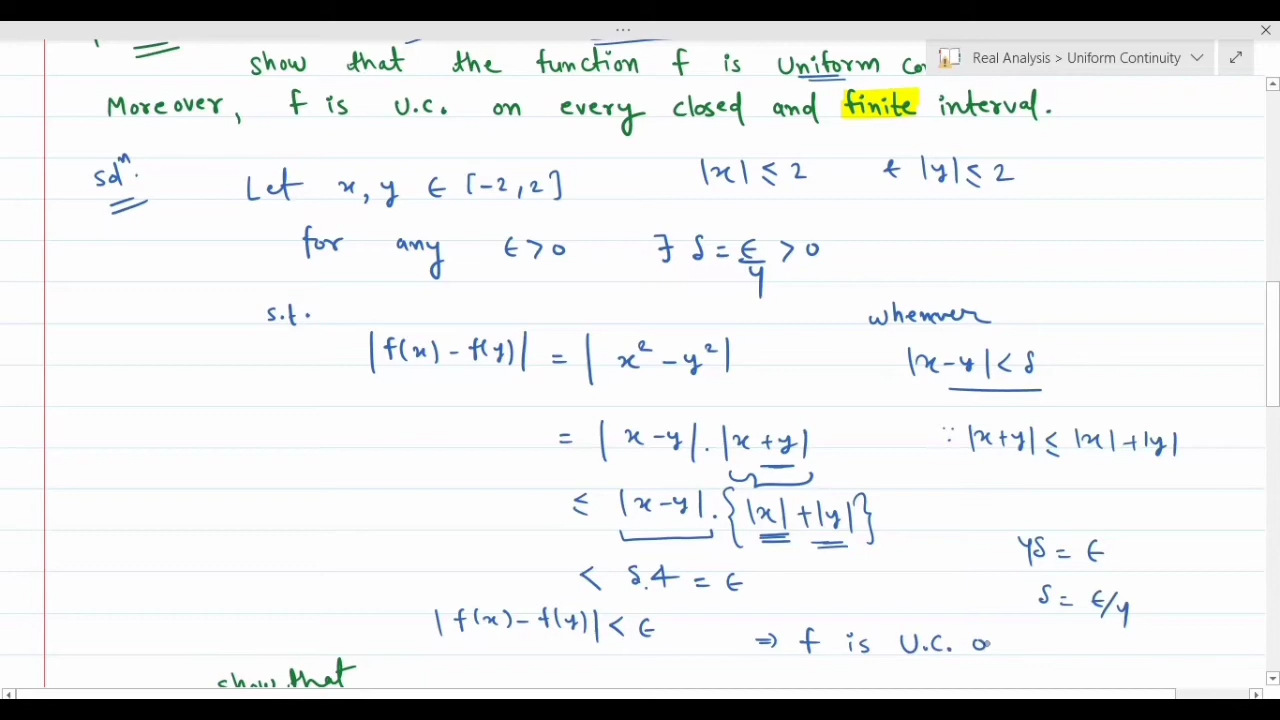 show that the function f is Uniform
Real Analysis > Uniform Continuity
Moreover, f is U.C. on every closed and finite interval.
Solⁿ. Let x, y ∈ [-2, 2] |x| ≤ 2 & |y| ≤ 2
for any ϵ > 0 ∃ δ = ϵ/4 > 0
s.t. whenever
|f(x) - f(y)| = | x² - y² | |x - y| < δ
= | x - y| . |x + y| ∵ |x+y| ≤ |x| + |y|
≤ |x - y| . {|x| + |y|}
4δ = ϵ
< δ.4 = ϵ
δ = ϵ/4
|f(x) - f(y)| < ϵ ⇒ f is U.C. o
show that